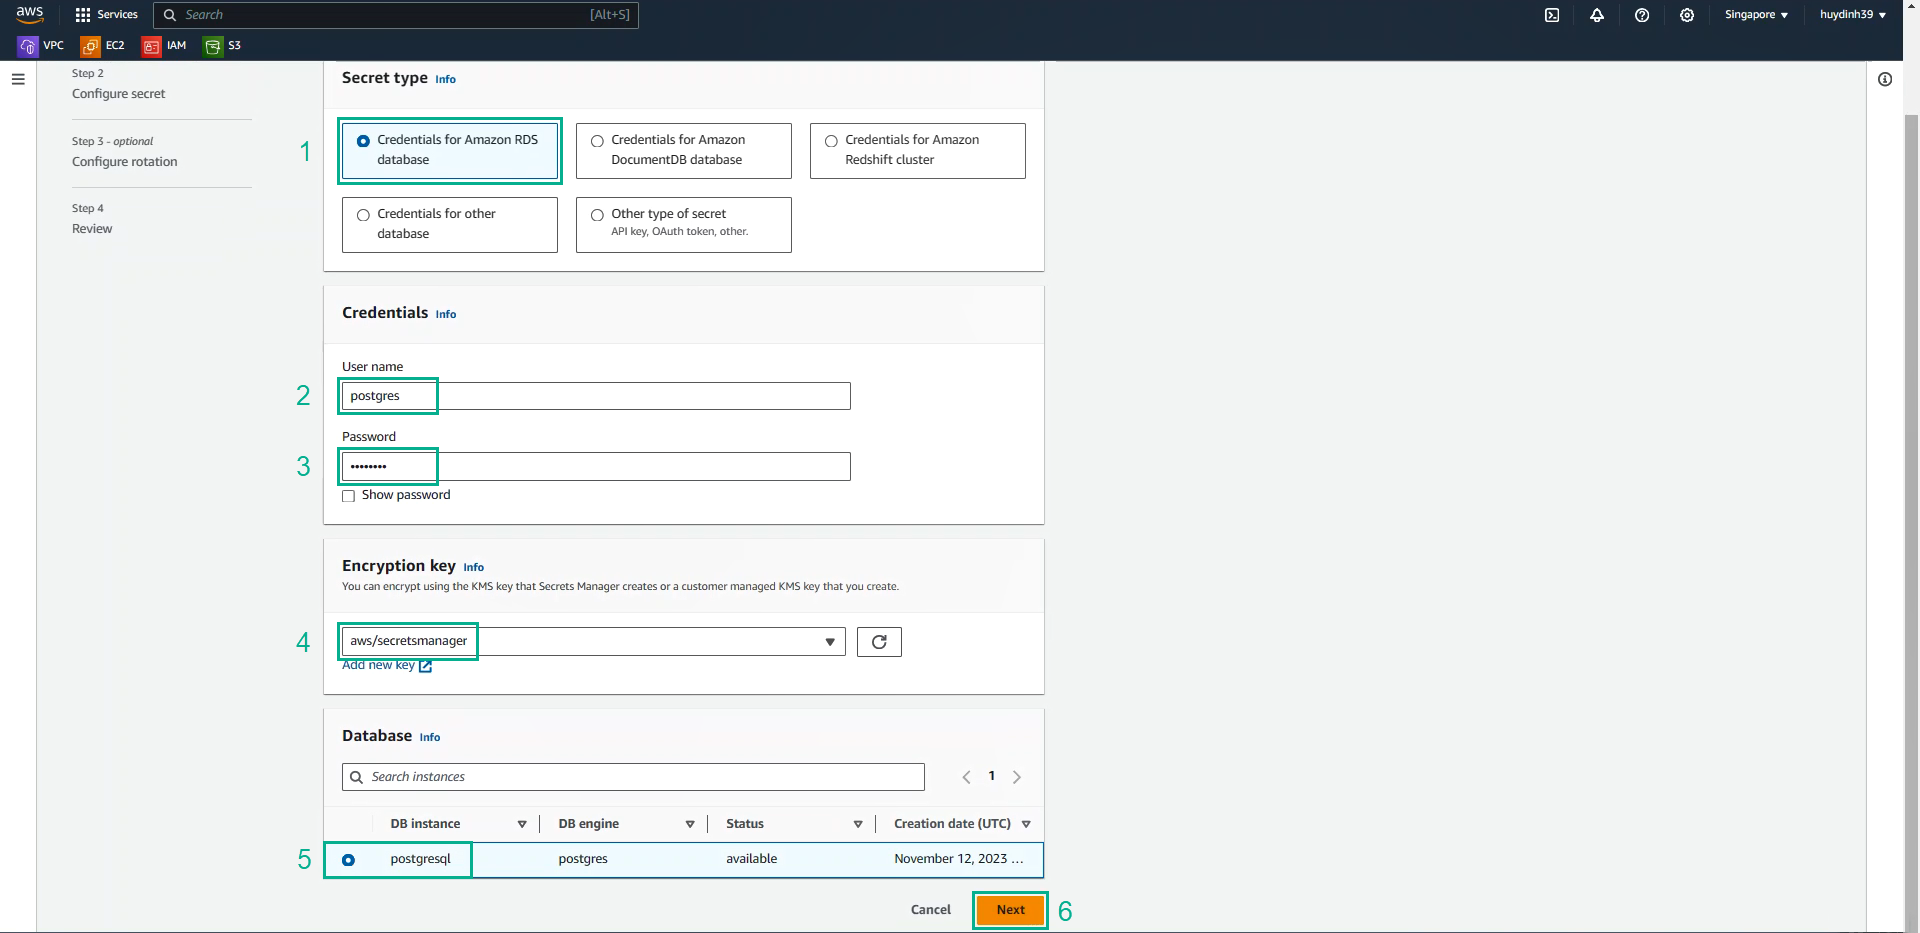 aws
Services
Search
[Alt+S]
Singapore
huydinh39
VPC
EC2
IAM
S3
Step 2
Configure secret
Step 3 - optional
Configure rotation
Step 4
Review
Secret type Info
1
Credentials for Amazon RDS
database
Credentials for Amazon
DocumentDB database
Credentials for Amazon
Redshift cluster
Credentials for other
database
Other type of secret
API key, OAuth token, other.
Credentials Info
User name
2
postgres
Password
3
••••••••
Show password
Encryption key Info
You can encrypt using the KMS key that Secrets Manager creates or a customer managed KMS key that you create.
4
aws/secretsmanager
Add new key
Database Info
Search instances
1
DB instance
DB engine
Status
Creation date (UTC)
5
postgresql
postgres
available
November 12, 2023 ...
Cancel
Next
6